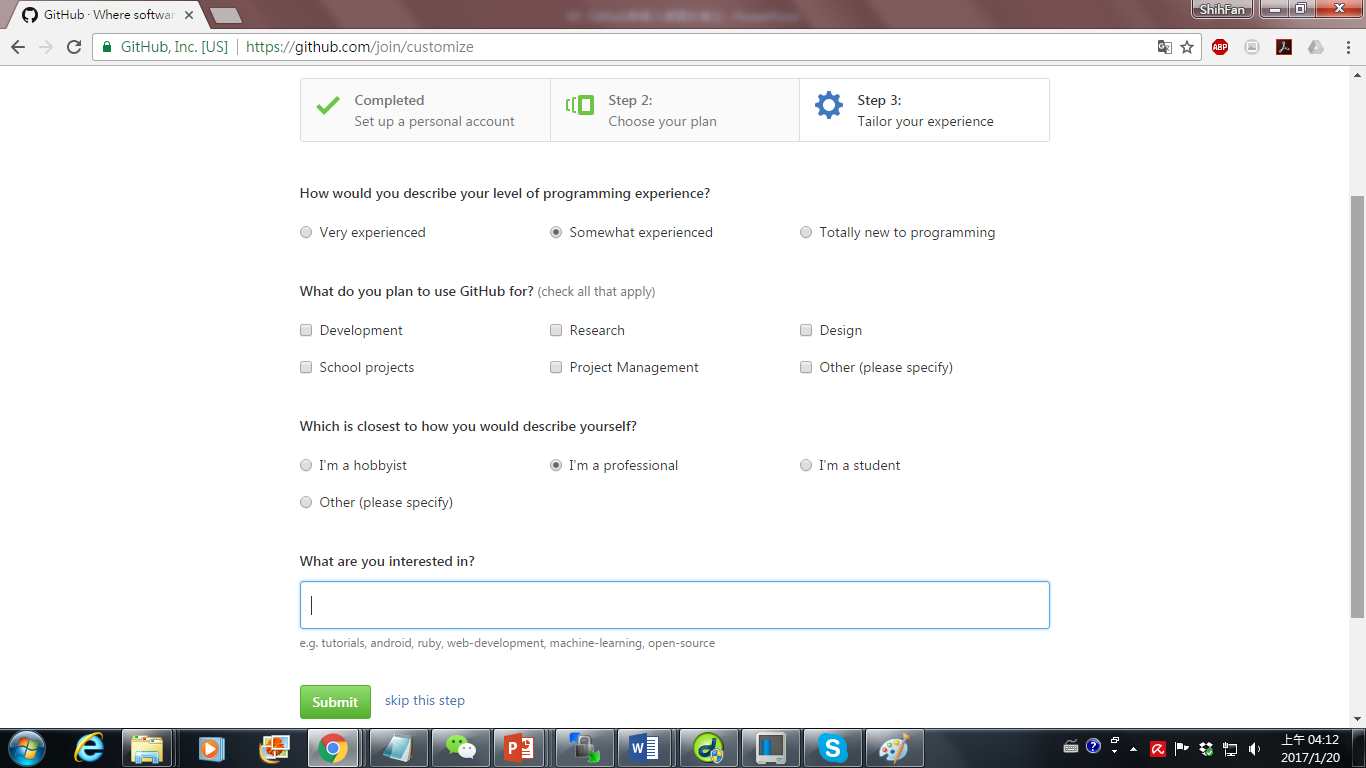 GitHub · Where softwar
ShihFan
GitHub, Inc. [US] https://github.com/join/customize
ABP
Completed
Set up a personal account
Step 2:
Choose your plan
Step 3:
Tailor your experience
How would you describe your level of programming experience?
Very experienced Somewhat experienced Totally new to programming
What do you plan to use GitHub for? (check all that apply)
Development Research Design
School projects Project Management Other (please specify)
Which is closest to how you would describe yourself?
I'm a hobbyist I'm a professional I'm a student
Other (please specify)
What are you interested in?
e.g. tutorials, android, ruby, web-development, machine-learning, open-source
Submit skip this step
上午 04:12
2017/1/20